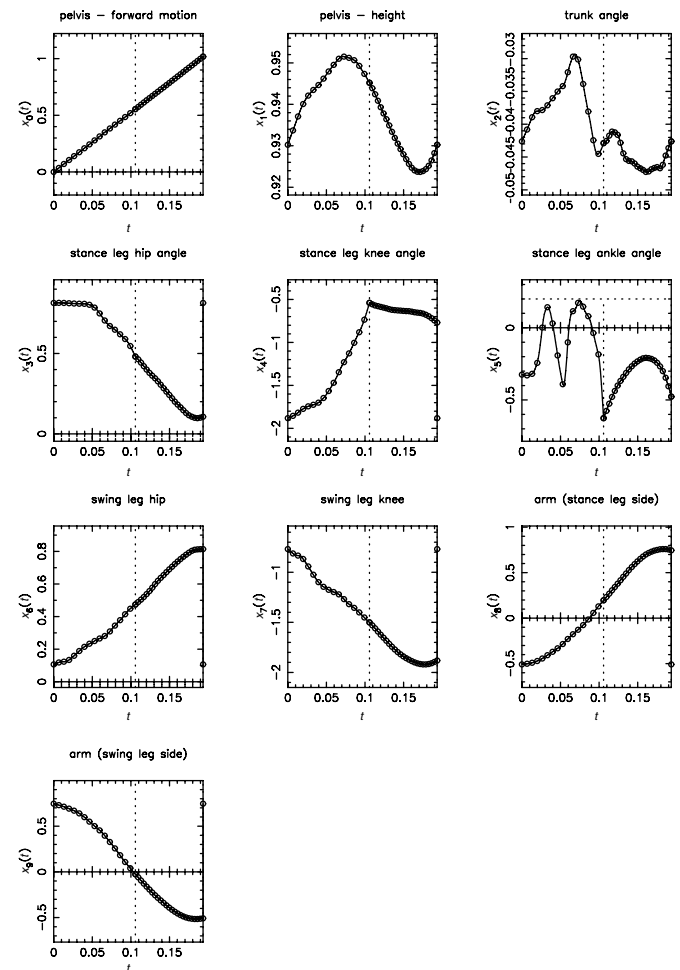 pelvis – forward motion
pelvis – height
trunk angle
x0(t)
0
0.5
1
x1(t)
0.92
0.93
0.94
0.95
x2(t)
-0.05
-0.045
-0.04
-0.035
-0.03
0 0.05 0.1 0.15
0 0.05 0.1 0.15
0 0.05 0.1 0.15
t
t
t
stance leg hip angle
stance leg knee angle
stance leg ankle angle
x3(t)
0
0.5
x4(t)
-2
-1.5
-1
-0.5
x5(t)
-0.5
0
0 0.05 0.1 0.15
0 0.05 0.1 0.15
0 0.05 0.1 0.15
t
t
t
swing leg hip
swing leg knee
arm (stance leg side)
x6(t)
0
0.2
0.4
0.6
0.8
x7(t)
-2
-1.5
-1
x8(t)
-0.5
0
0.5
1
0 0.05 0.1 0.15
0 0.05 0.1 0.15
0 0.05 0.1 0.15
t
t
t
arm (swing leg side)
x9(t)
-0.5
0
0.5
0 0.05 0.1 0.15
t